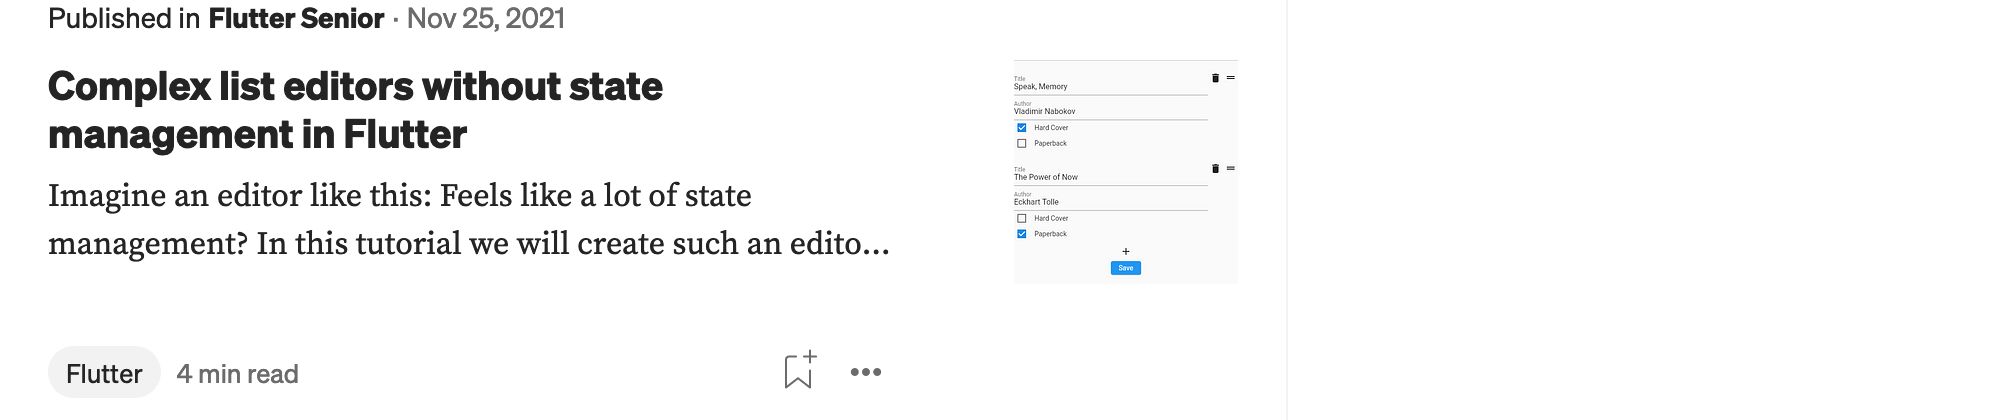 Published in Flutter Senior · Nov 25, 2021
Complex list editors without state
management in Flutter
Imagine an editor like this: Feels like a lot of state
management? In this tutorial we will create such an edito...
Flutter 4 min read
Title
Speak, Memory
Author
Vladimir Nabokov
Hard Cover
Paperback
Title
The Power of Now
Author
Eckhart Tolle
Hard Cover
Paperback
+
Save